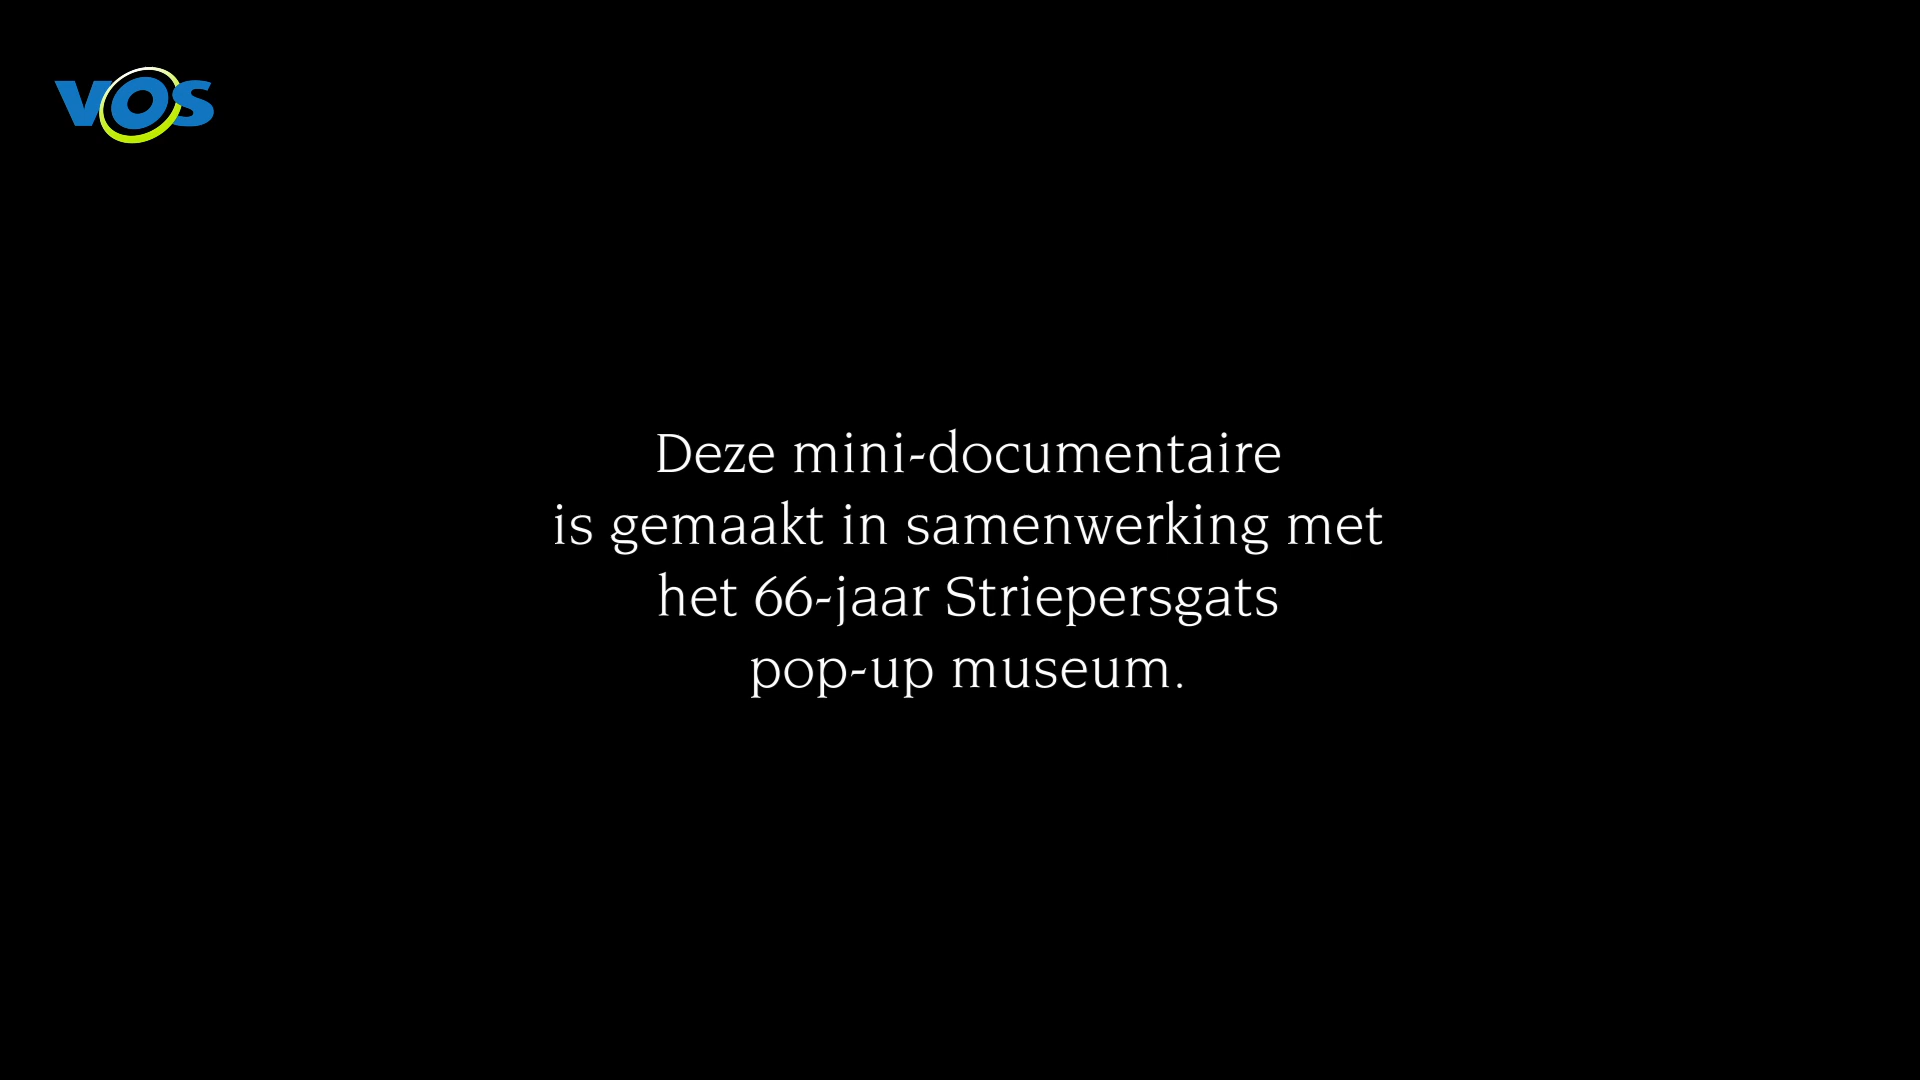 vos
Deze mini-documentaire
is gemaakt in samenwerking met
het 66-jaar Striepersgats
pop-up museum.